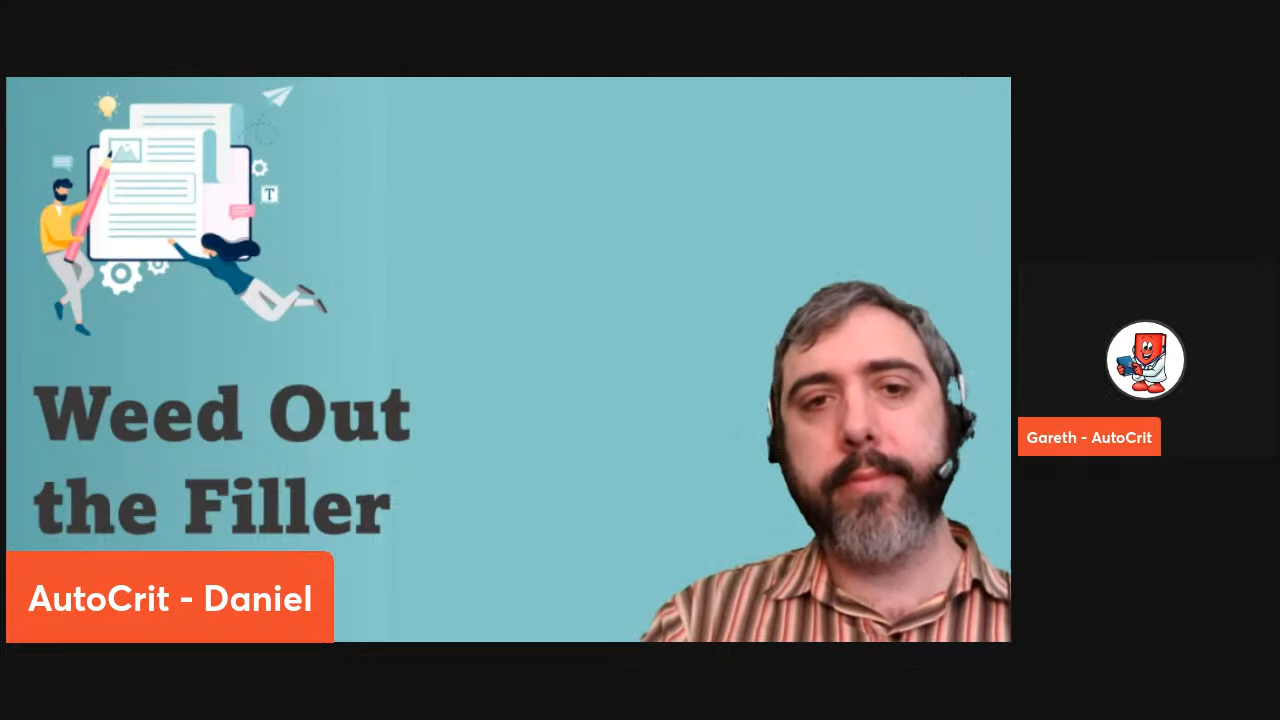 T
Weed Out
the Filler
AutoCrit - Daniel
Gareth - AutoCrit